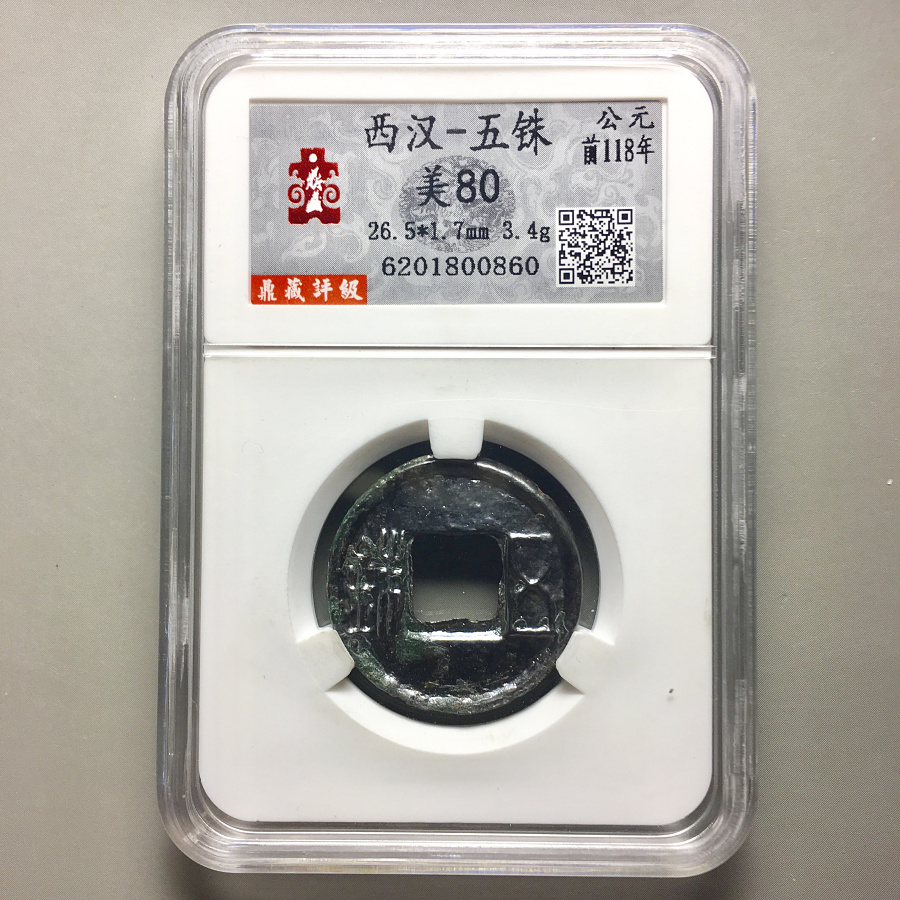 西汉-五铢
公元
前118年
美80
26.5*1.7mm 3.4g
6201800860
鼎藏評級
五銖